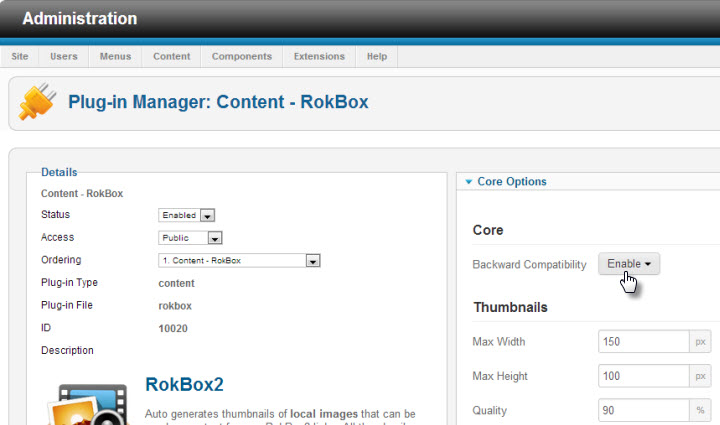 Administration
Site Users Menus Content Components Extensions Help
Plug-in Manager: Content - RokBox
Details
Content - RokBox
Status Enabled
Access Public
Ordering 1. Content - RokBox
Plug-in Type content
Plug-in File rokbox
ID 10020
Description
RokBox2
Auto generates thumbnails of local images that can be
Core Options
Core
Backward Compatibility Enable
Thumbnails
Max Width 150 px
Max Height 100 px
Quality 90 %